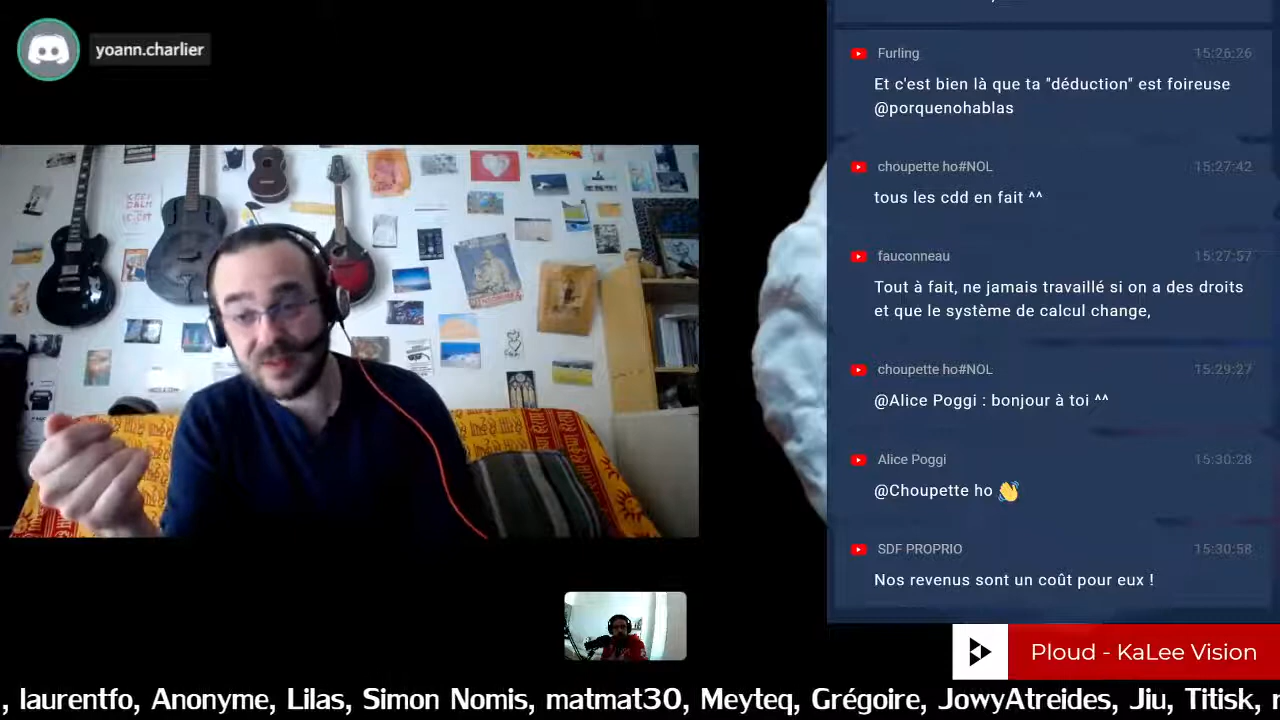 yoann.charlier
Furling 15:26:26
Et c'est bien là que ta "déduction" est foireuse
@porquenohablas
choupette ho#NOL 15:27:42
tous les cdd en fait ^^
fauconneau 15:27:57
Tout à fait, ne jamais travaillé si on a des droits
et que le système de calcul change,
choupette ho#NOL 15:29:27
@Alice Poggi : bonjour à toi ^^
Alice Poggi 15:30:28
@Choupette ho 👋
SDF PROPRIO 15:30:58
Nos revenus sont un coût pour eux !
Ploud - KaLee Vision
, laurentfo, Anonyme, Lilas, Simon Nomis, matmat30, Meyteq, Grégoire, JowyAtreides, Jiu, Titisk,